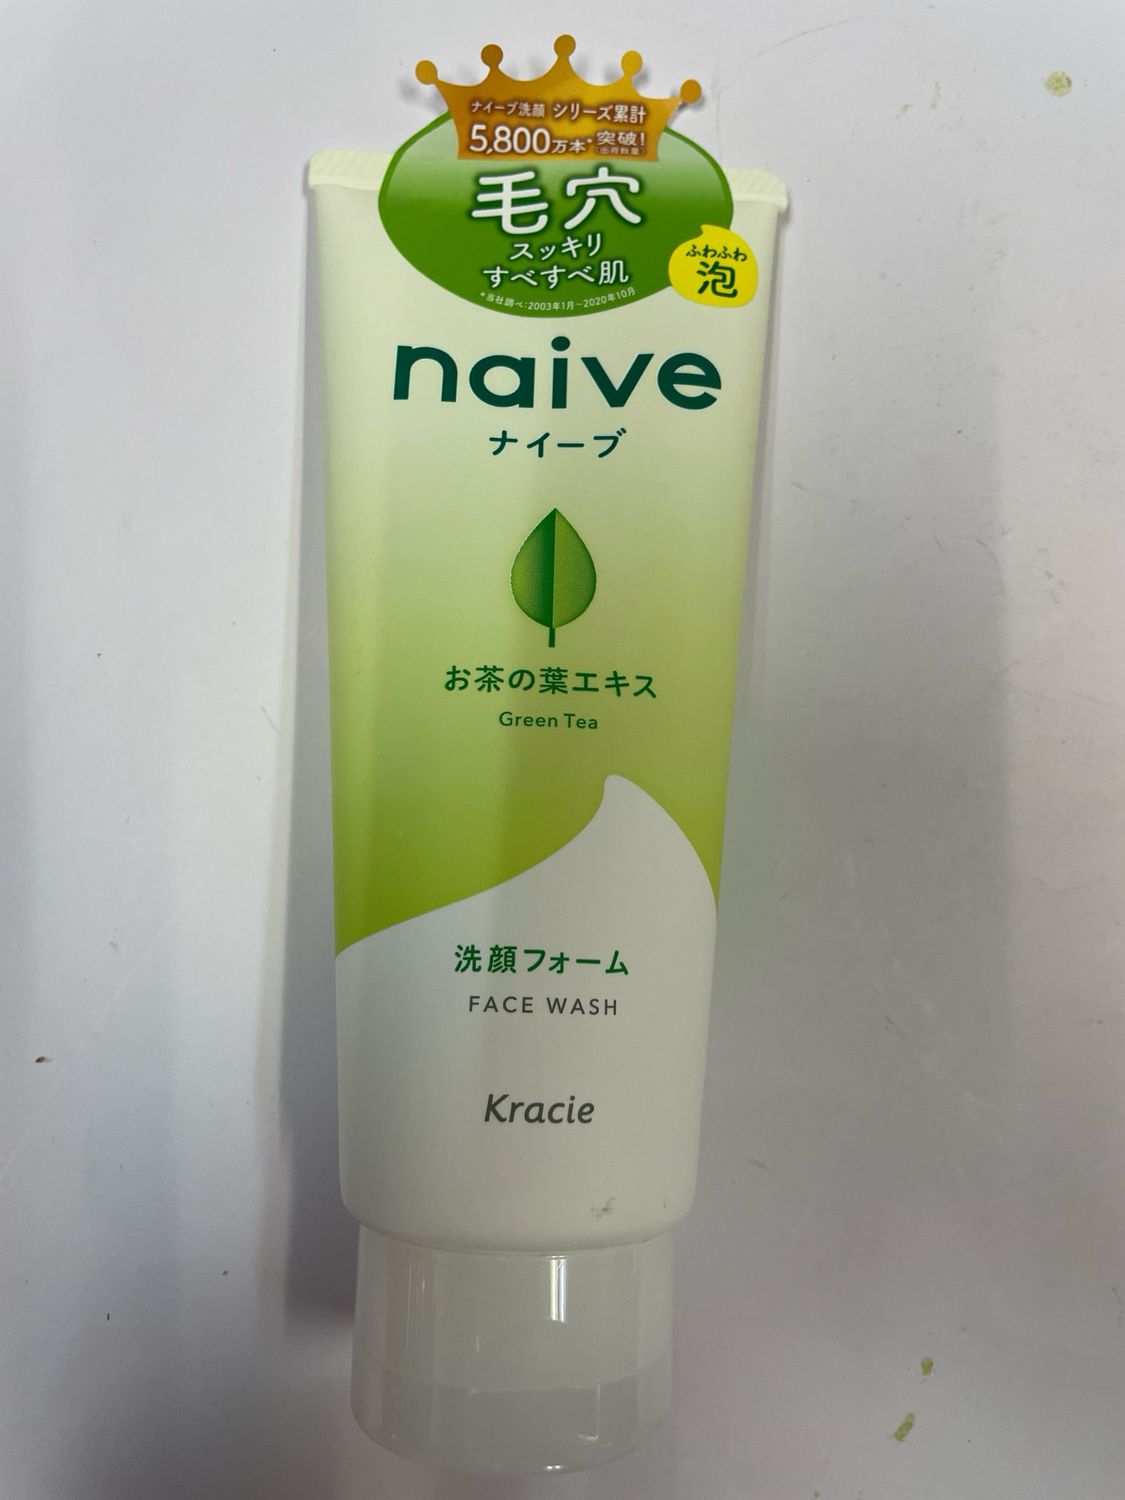 ナイーブ洗顔 シリーズ累計
5,800万本* 突破!
出荷数量
毛穴
スッキリ
すべすべ肌
*当社調べ:2003年1月~2020年10月
ふわふわ
泡
naive
ナイーブ
お茶の葉エキス
Green Tea
洗顔フォーム
FACE WASH
Kracie